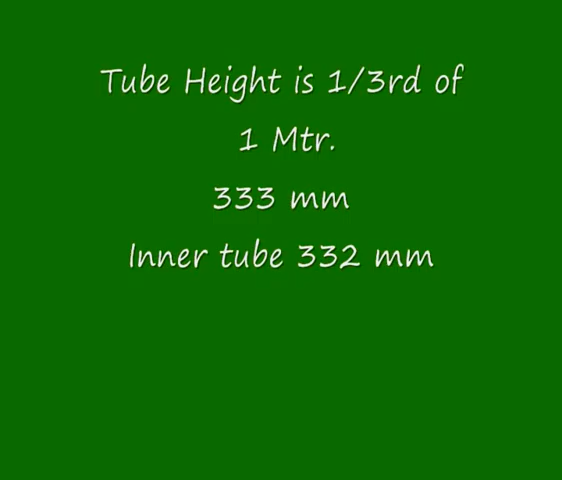 Tube Height is 1/3rd of
1 Mtr.
333 mm
Inner tube 332 mm